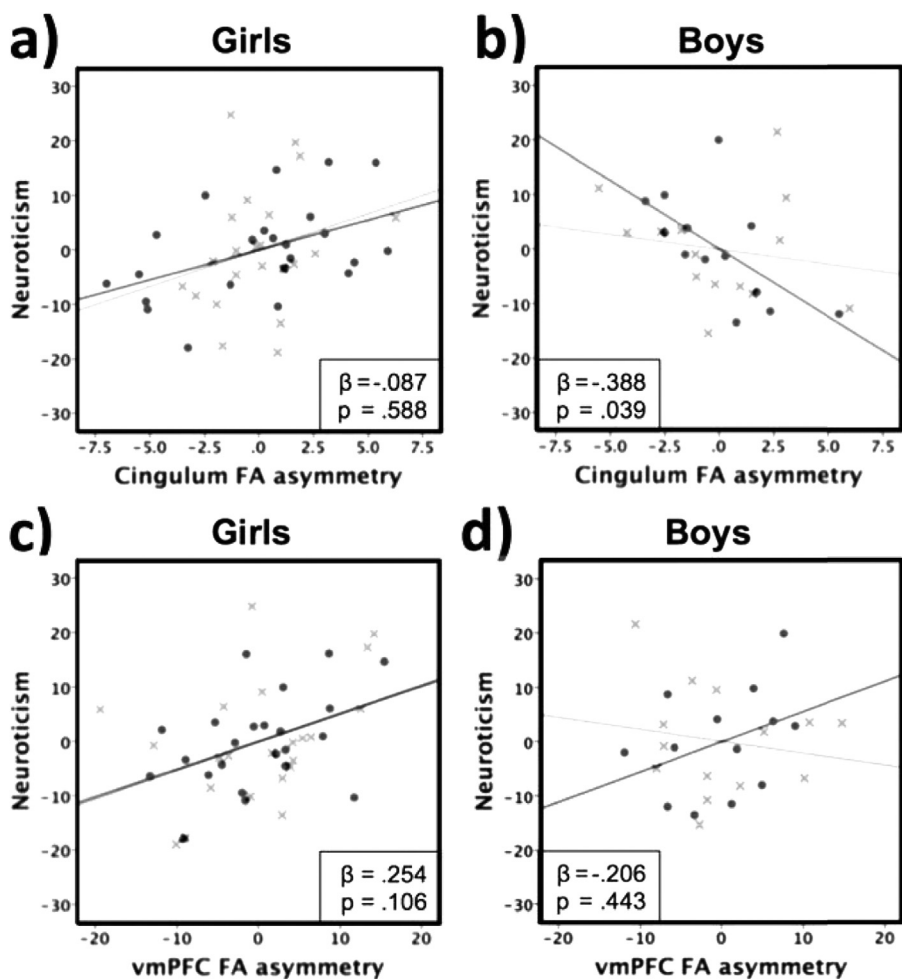 a) Girls
b) Boys
Neuroticism
30
20
10
0
-10
-20
-30
β =-.087
p = .588
-7.5 -5.0 -2.5 .0 2.5 5.0 7.5
Cingulum FA asymmetry
Neuroticism
30
20
10
0
-10
-20
-30
β =-.388
p = .039
-7.5 -5.0 -2.5 .0 2.5 5.0 7.5
Cingulum FA asymmetry
c) Girls
d) Boys
Neuroticism
30
20
10
0
-10
-20
-30
β = .254
p = .106
-20 -10 0 10 20
vmPFC FA asymmetry
Neuroticism
30
20
10
0
-10
-20
-30
β =-.206
p = .443
-20 -10 0 10 20
vmPFC FA asymmetry